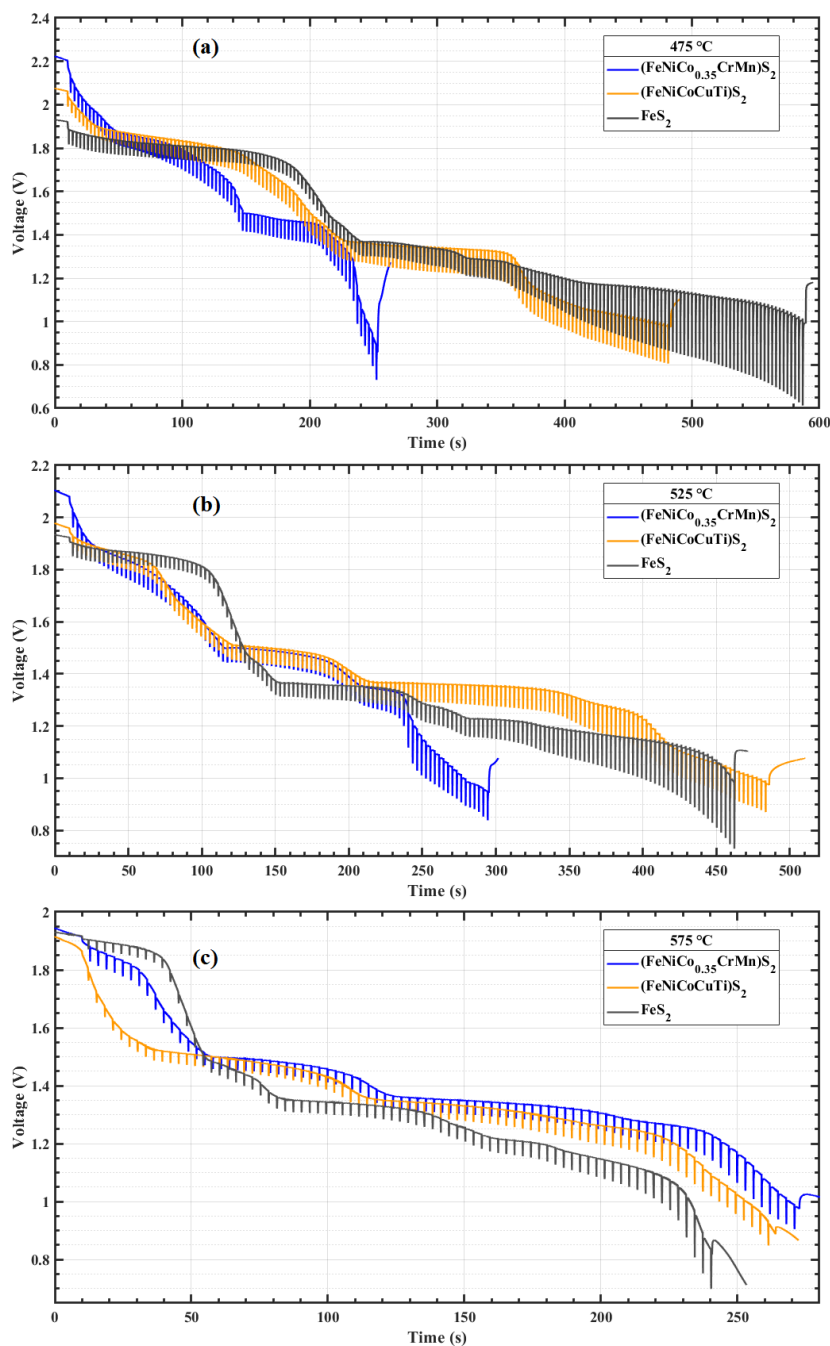 (a)
475 °C
(FeNiCo0.35CrMn)S2
(FeNiCoCuTi)S2
FeS2
2.4
2.2
2
1.8
1.6
1.4
1.2
1
0.8
0.6
Voltage (V)
0 100 200 300 400 500 600
Time (s)
(b)
525 °C
(FeNiCo0.35CrMn)S2
(FeNiCoCuTi)S2
FeS2
2.2
2
1.8
1.6
1.4
1.2
1
0.8
Voltage (V)
0 50 100 150 200 250 300 350 400 450 500
Time (s)
(c)
575 °C
(FeNiCo0.35CrMn)S2
(FeNiCoCuTi)S2
FeS2
2
1.8
1.6
1.4
1.2
1
0.8
Voltage (V)
0 50 100 150 200 250
Time (s)